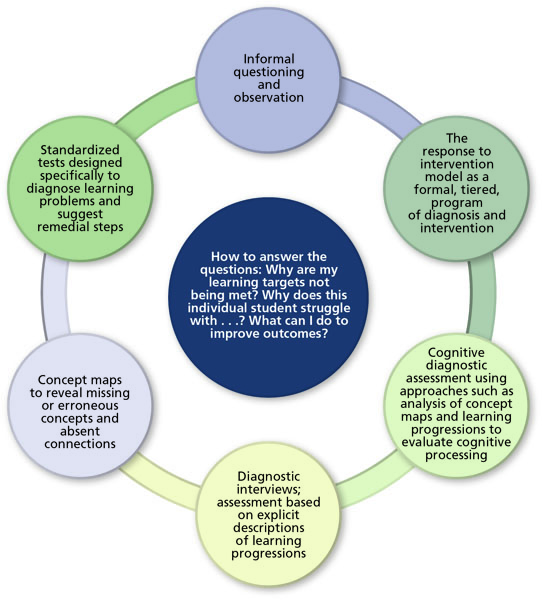 Informal
questioning
and
observation
The
response to
intervention
model as a
formal, tiered,
program
of diagnosis and
intervention
Cognitive
diagnostic
assessment using
approaches such as
analysis of concept
maps and learning
progressions to
evaluate cognitive
processing
Diagnostic
interviews;
assessment based
on explicit
descriptions
of learning
progressions
Concept maps
to reveal missing
or erroneous
concepts and
absent
connections
Standardized
tests designed
specifically to
diagnose learning
problems and
suggest
remedial steps
How to answer the
questions: Why are my
learning targets not
being met? Why does this
individual student struggle
with . . .? What can I do to
improve outcomes?